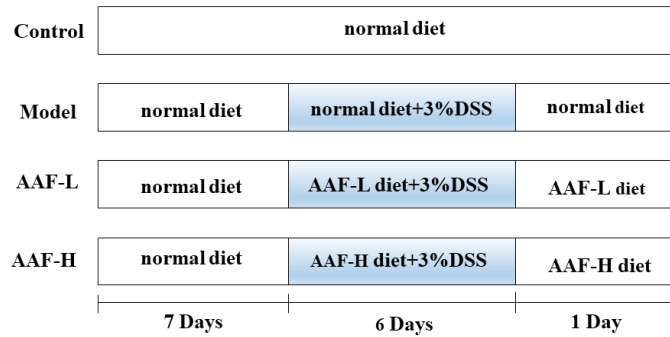 Control normal diet
Model normal diet normal diet+3%DSS normal diet
AAF-L normal diet AAF-L diet+3%DSS AAF-L diet
AAF-H normal diet AAF-H diet+3%DSS AAF-H diet
7 Days 6 Days 1 Day